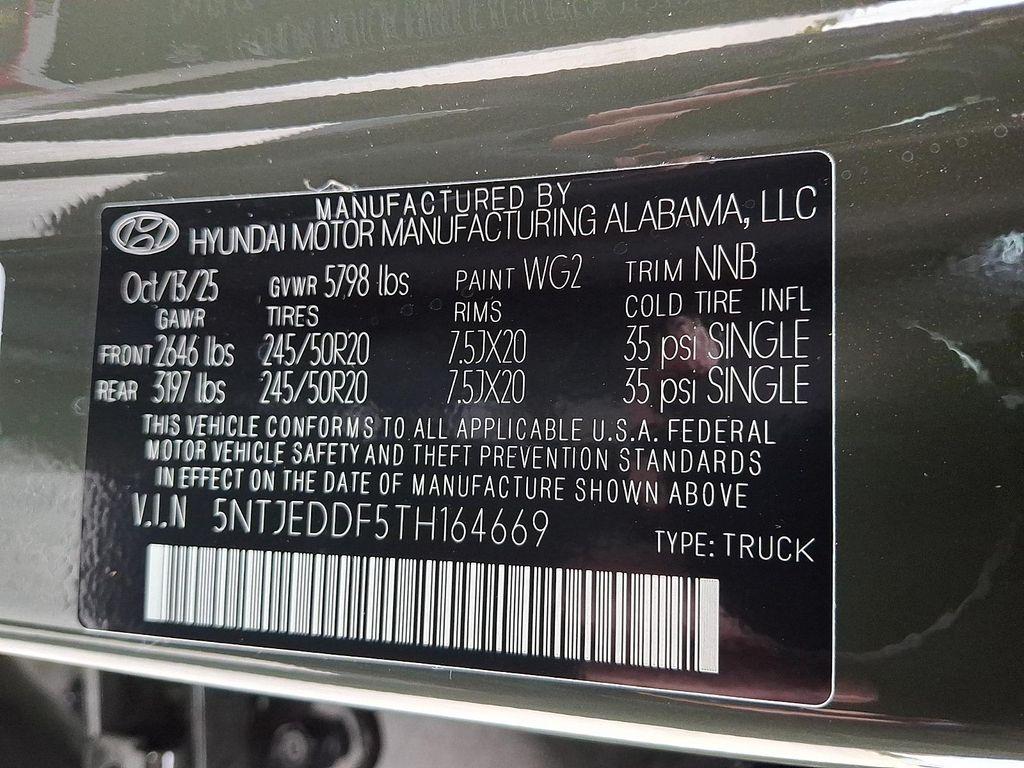 MANUFACTURED BY
HYUNDAI MOTOR MANUFACTURING ALABAMA, LLC
Oct/13/25 GVWR 5798 lbs PAINT WG2 TRIM NNB
GAWR TIRES RIMS COLD TIRE INFL
FRONT 2646 lbs 245/50R20 7.5JX20 35 psi SINGLE
REAR 3197 lbs 245/50R20 7.5JX20 35 psi SINGLE
THIS VEHICLE CONFORMS TO ALL APPLICABLE U.S.A. FEDERAL
MOTOR VEHICLE SAFETY AND THEFT PREVENTION STANDARDS
IN EFFECT ON THE DATE OF MANUFACTURE SHOWN ABOVE
V.I.N 5NTJEDDF5TH164669 TYPE: TRUCK